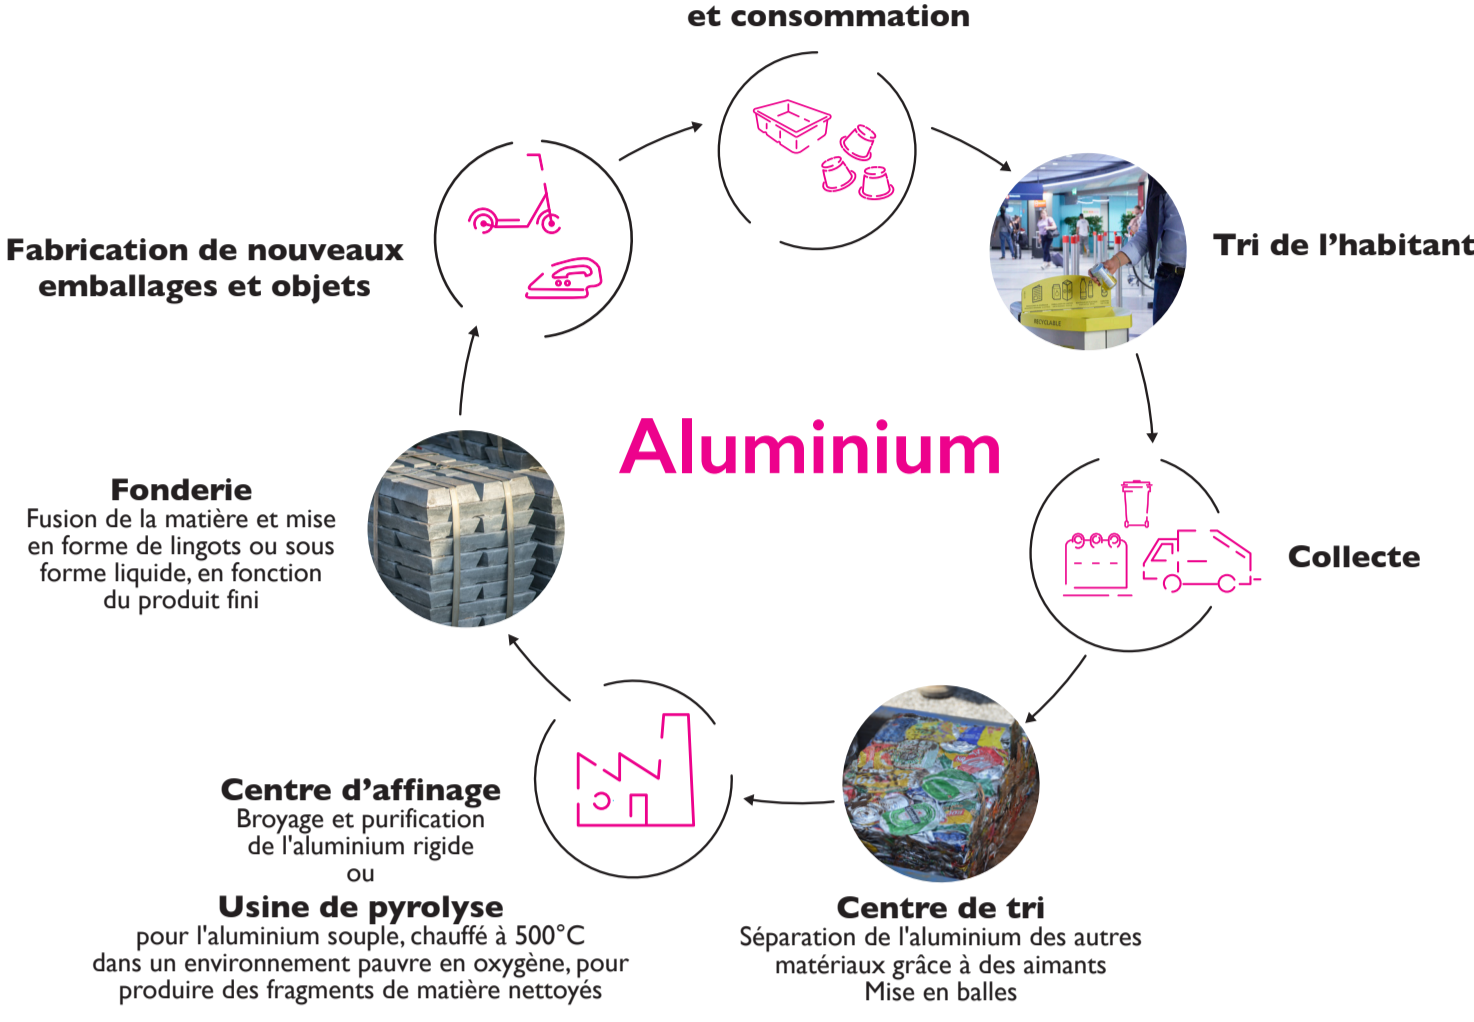 et consommation
Tri de l’habitant
RECYCLABLE
Collecte
Centre de tri
Séparation de l'aluminium des autres
matériaux grâce à des aimants
Mise en balles
Centre d’affinage
Broyage et purification
de l'aluminium rigide
ou
Usine de pyrolyse
pour l'aluminium souple, chauffé à 500°C
dans un environnement pauvre en oxygène, pour
produire des fragments de matière nettoyés
Fonderie
Fusion de la matière et mise
en forme de lingots ou sous
forme liquide, en fonction
du produit fini
Fabrication de nouveaux
emballages et objets
Aluminium